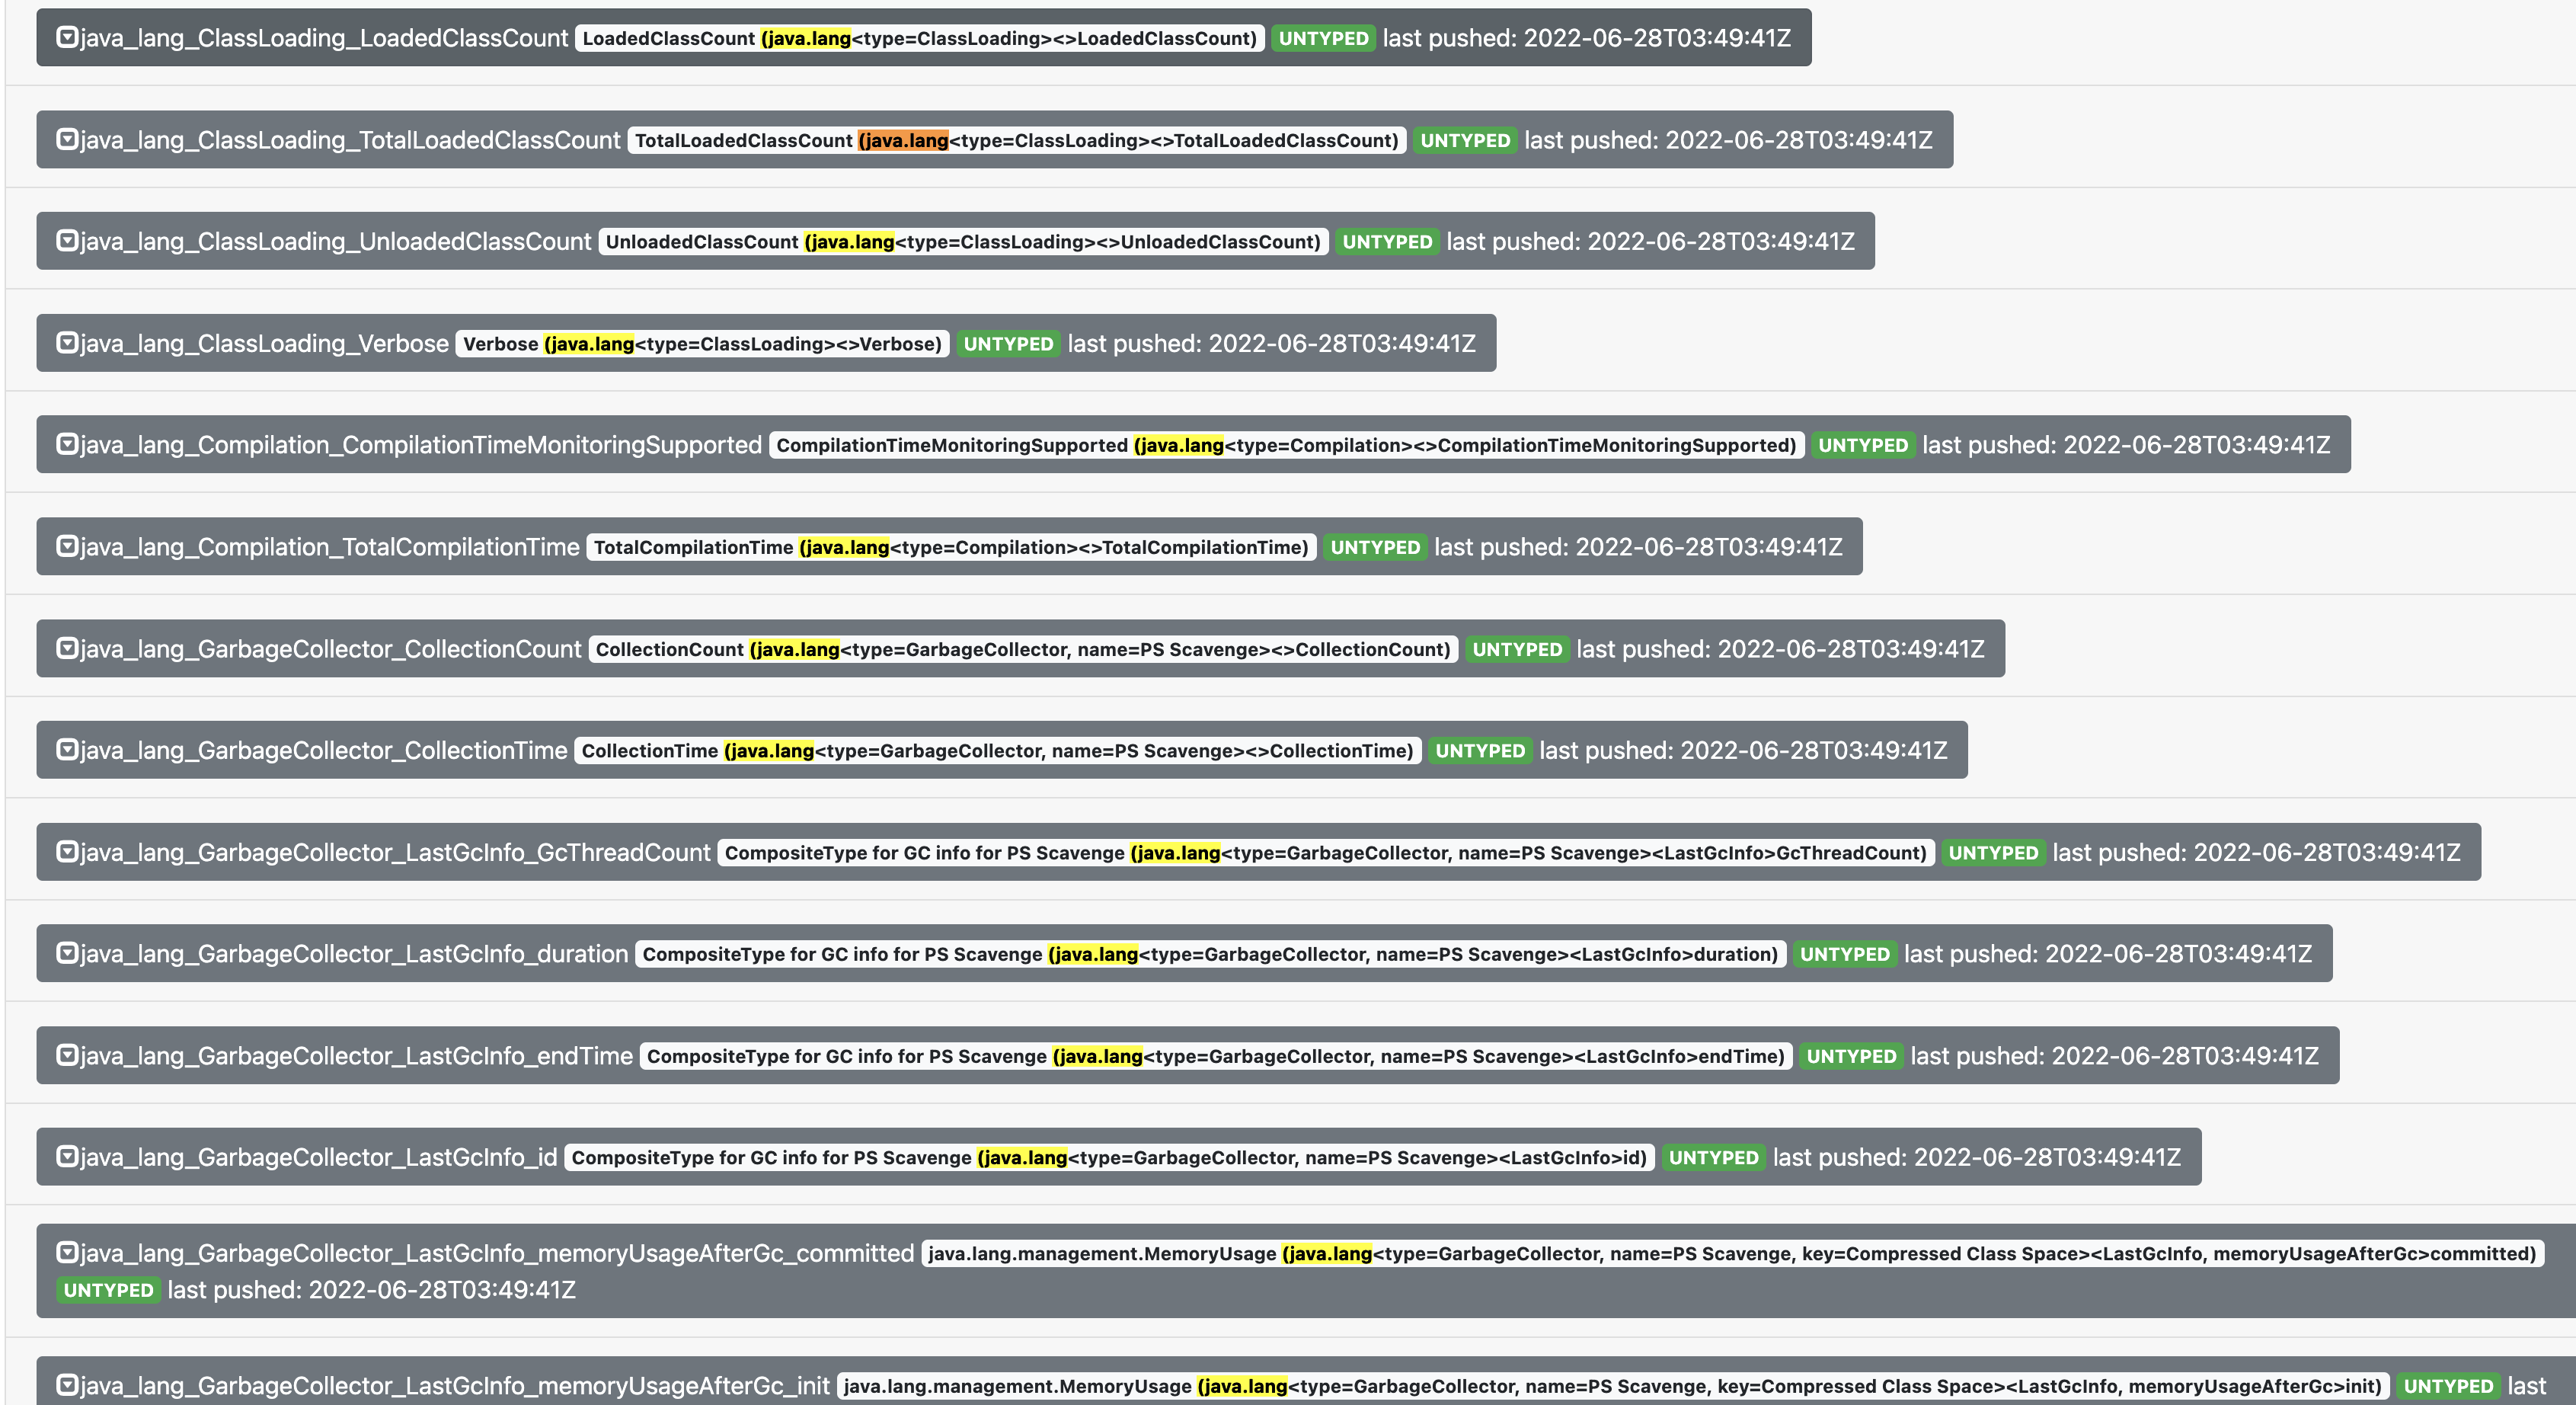 java_lang_ClassLoading_LoadedClassCount LoadedClassCount (java.lang<type=ClassLoading><>LoadedClassCount) UNTYPED last pushed: 2022-06-28T03:49:41Z
java_lang_ClassLoading_TotalLoadedClassCount TotalLoadedClassCount (java.lang<type=ClassLoading><>TotalLoadedClassCount) UNTYPED last pushed: 2022-06-28T03:49:41Z
java_lang_ClassLoading_UnloadedClassCount UnloadedClassCount (java.lang<type=ClassLoading><>UnloadedClassCount) UNTYPED last pushed: 2022-06-28T03:49:41Z
java_lang_ClassLoading_Verbose Verbose (java.lang<type=ClassLoading><>Verbose) UNTYPED last pushed: 2022-06-28T03:49:41Z
java_lang_Compilation_CompilationTimeMonitoringSupported CompilationTimeMonitoringSupported (java.lang<type=Compilation><>CompilationTimeMonitoringSupported) UNTYPED last pushed: 2022-06-28T03:49:41Z
java_lang_Compilation_TotalCompilationTime TotalCompilationTime (java.lang<type=Compilation><>TotalCompilationTime) UNTYPED last pushed: 2022-06-28T03:49:41Z
java_lang_GarbageCollector_CollectionCount CollectionCount (java.lang<type=GarbageCollector, name=PS Scavenge><>CollectionCount) UNTYPED last pushed: 2022-06-28T03:49:41Z
java_lang_GarbageCollector_CollectionTime CollectionTime (java.lang<type=GarbageCollector, name=PS Scavenge><>CollectionTime) UNTYPED last pushed: 2022-06-28T03:49:41Z
java_lang_GarbageCollector_LastGcInfo_GcThreadCount CompositeType for GC info for PS Scavenge (java.lang<type=GarbageCollector, name=PS Scavenge><LastGcInfo>GcThreadCount) UNTYPED last pushed: 2022-06-28T03:49:41Z
java_lang_GarbageCollector_LastGcInfo_duration CompositeType for GC info for PS Scavenge (java.lang<type=GarbageCollector, name=PS Scavenge><LastGcInfo>duration) UNTYPED last pushed: 2022-06-28T03:49:41Z
java_lang_GarbageCollector_LastGcInfo_endTime CompositeType for GC info for PS Scavenge (java.lang<type=GarbageCollector, name=PS Scavenge><LastGcInfo>endTime) UNTYPED last pushed: 2022-06-28T03:49:41Z
java_lang_GarbageCollector_LastGcInfo_id CompositeType for GC info for PS Scavenge (java.lang<type=GarbageCollector, name=PS Scavenge><LastGcInfo>id) UNTYPED last pushed: 2022-06-28T03:49:41Z
java_lang_GarbageCollector_LastGcInfo_memoryUsageAfterGc_committed java.lang.management.MemoryUsage (java.lang<type=GarbageCollector, name=PS Scavenge, key=Compressed Class Space><LastGcInfo, memoryUsageAfterGc>committed)
UNTYPED last pushed: 2022-06-28T03:49:41Z
java_lang_GarbageCollector_LastGcInfo_memoryUsageAfterGc_init java.lang.management.MemoryUsage (java.lang<type=GarbageCollector, name=PS Scavenge, key=Compressed Class Space><LastGcInfo, memoryUsageAfterGc>init) UNTYPED last